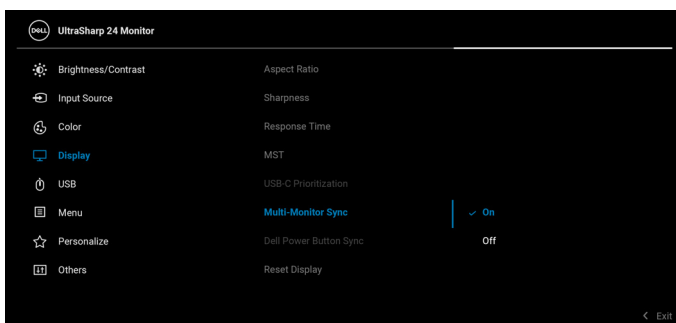 DELL UltraSharp 24 Monitor
Brightness/Contrast
Input Source
Color
Display
USB
Menu
Personalize
Others
Aspect Ratio
Sharpness
Response Time
MST
USB-C Prioritization
Multi-Monitor Sync
Dell Power Button Sync
Reset Display
On
Off
Exit